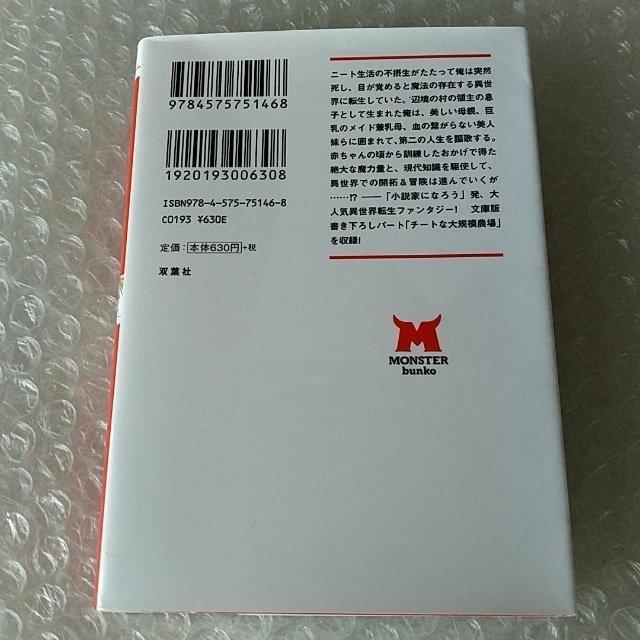 9784575751468
1920193006308
ISBN978-4-575-75146-8
C0193 ¥630E
定価：本体630円+税
双葉社
ニート生活の不摂生がたたって俺は突然
死し、目が覚めると魔法の存在する異世
界に転生していた。辺境の村の領主の息
子として生まれた俺は、美しい母親、巨
乳のメイド兼乳母、血の繋がらない美人
妹らに囲まれて、第二の人生を謳歌する。
赤ちゃんの頃から訓練したおかげで得た
絶大な魔力量と、現代知識を駆使して、
異世界での開拓＆冒険は進んでいくが
……!? ――「小説家になろう」発、大
人気異世界転生ファンタジー！ 文庫版
書き下ろしパート「チートな大規模農場」
を収録！
MONSTER
bunko